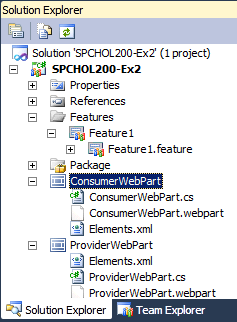 Solution Explorer
Solution 'SPCHOL200-Ex2' (1 project)
SPCHOL200-Ex2
Properties
References
Features
Feature1
Feature1.feature
Package
ConsumerWebPart
ConsumerWebPart.cs
ConsumerWebPart.webpart
Elements.xml
ProviderWebPart
Elements.xml
ProviderWebPart.cs
ProviderWebPart.webpart
Solution Explorer Team Explorer